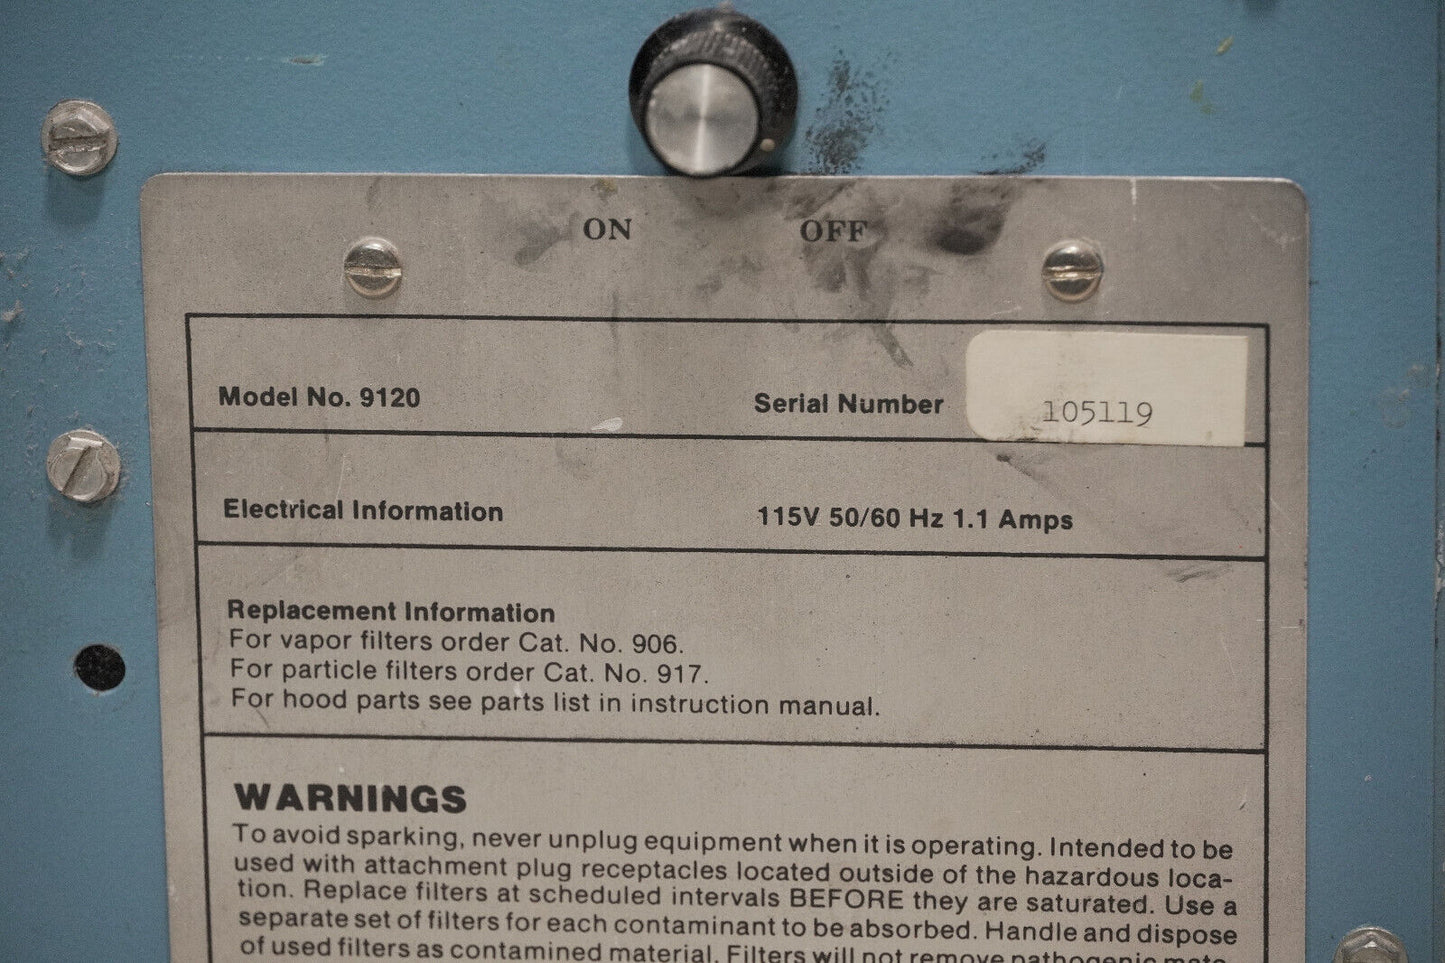 ON OFF
Model No. 9120 Serial Number 105119
Electrical Information 115V 50/60 Hz 1.1 Amps
Replacement Information
For vapor filters order Cat. No. 906.
For particle filters order Cat. No. 917.
For hood parts see parts list in instruction manual.
WARNINGS
To avoid sparking, never unplug equipment when it is operating. Intended to be
used with attachment plug receptacles located outside of the hazardous loca-
tion. Replace filters at scheduled intervals BEFORE they are saturated. Use a
separate set of filters for each contaminant to be absorbed. Handle and dispose
of used filters as contaminated material. Filters will not remove pathogenic mate-